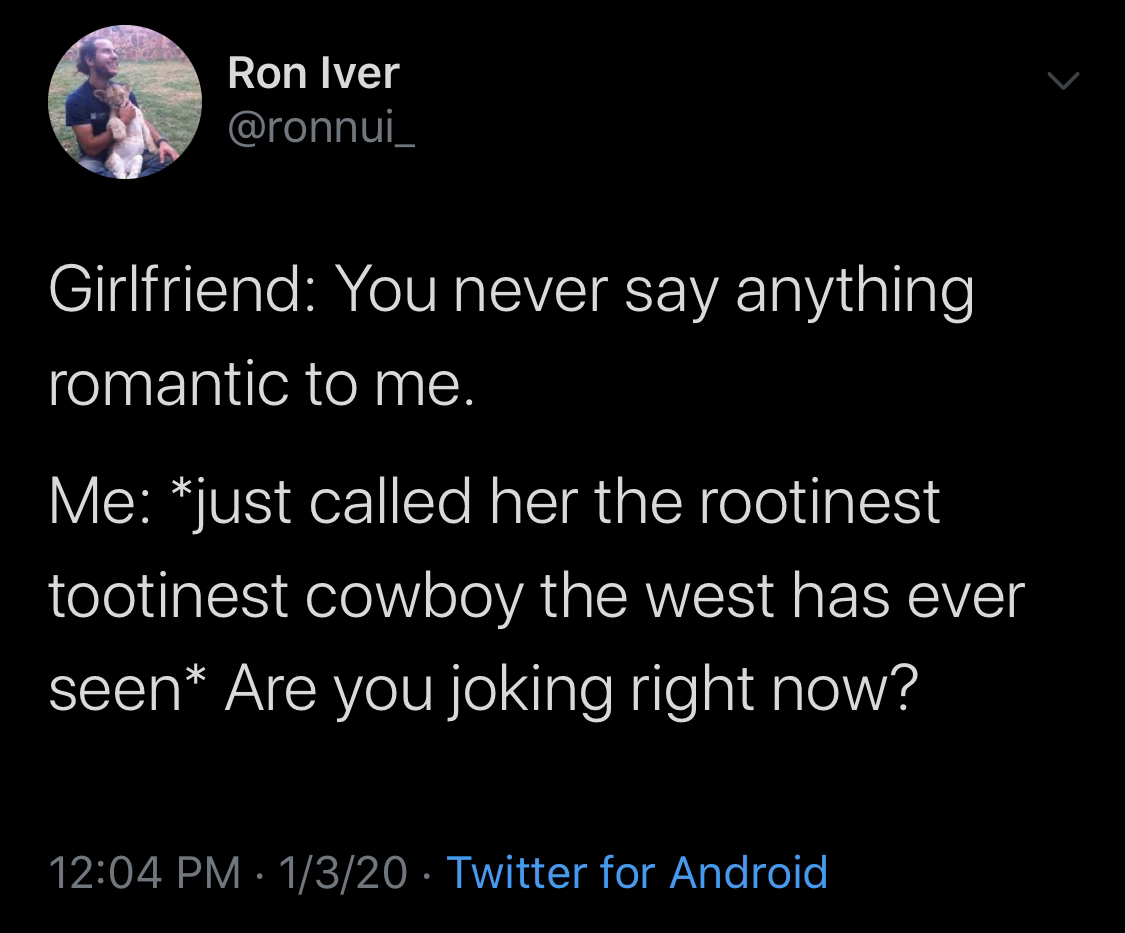 Ron Iver
@ronnui_
Girlfriend: You never say anything
romantic to me.
Me: *just called her the rootinest
tootinest cowboy the west has ever
seen* Are you joking right now?
12:04 PM · 1/3/20 · Twitter for Android